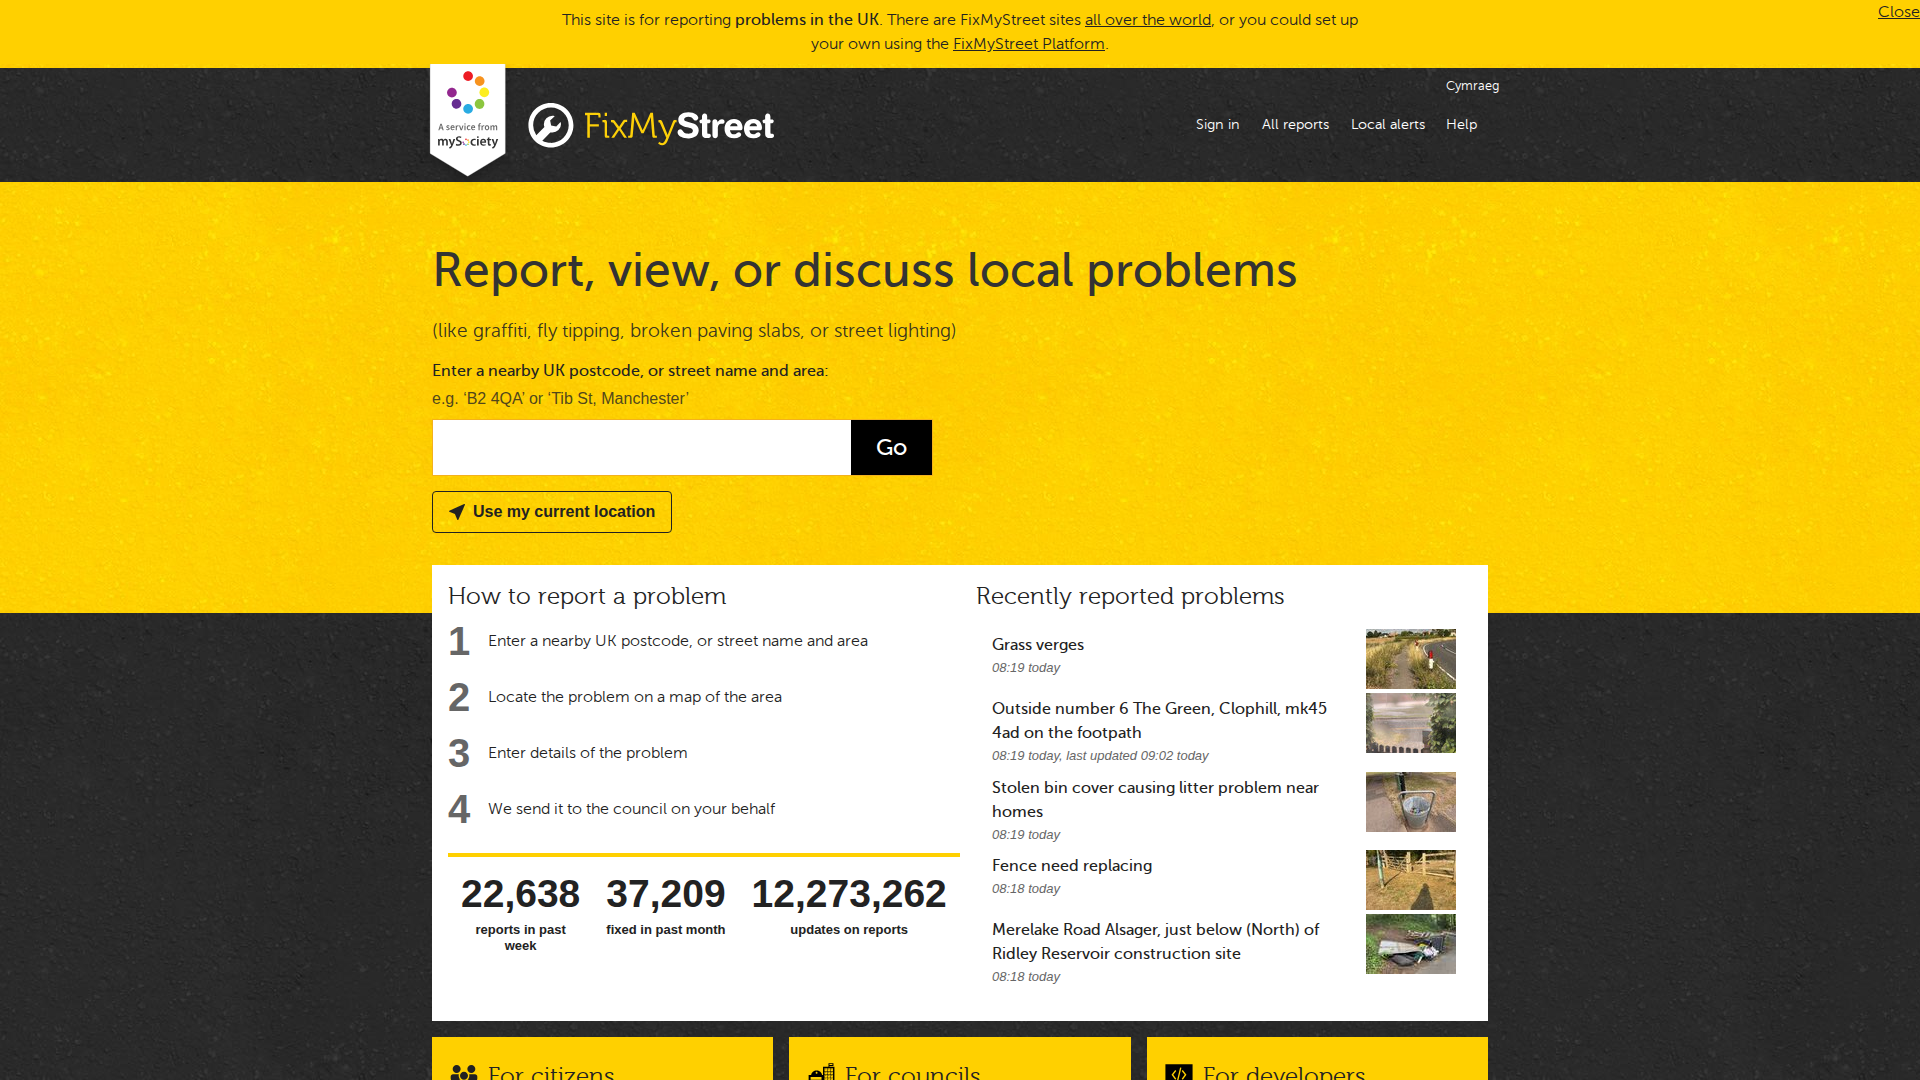 This site is for reporting problems in the UK. There are FixMyStreet sites all over the world, or you could set up
your own using the FixMyStreet Platform.
Close
A service from
mySociety
FixMyStreet
Cymraeg
Sign in
All reports
Local alerts
Help
Report, view, or discuss local problems
(like graffiti, fly tipping, broken paving slabs, or street lighting)
Enter a nearby UK postcode, or street name and area:
e.g. ‘B2 4QA’ or ‘Tib St, Manchester’
Go
Use my current location
How to report a problem
1 Enter a nearby UK postcode, or street name and area
2 Locate the problem on a map of the area
3 Enter details of the problem
4 We send it to the council on your behalf
22,638
reports in past
week
37,209
fixed in past month
12,273,262
updates on reports
Recently reported problems
Grass verges
08:19 today
Outside number 6 The Green, Clophill, mk45
4ad on the footpath
08:19 today, last updated 09:02 today
Stolen bin cover causing litter problem near
homes
08:19 today
Fence need replacing
08:18 today
Merelake Road Alsager, just below (North) of
Ridley Reservoir construction site
08:18 today
For citizens
For councils
For developers